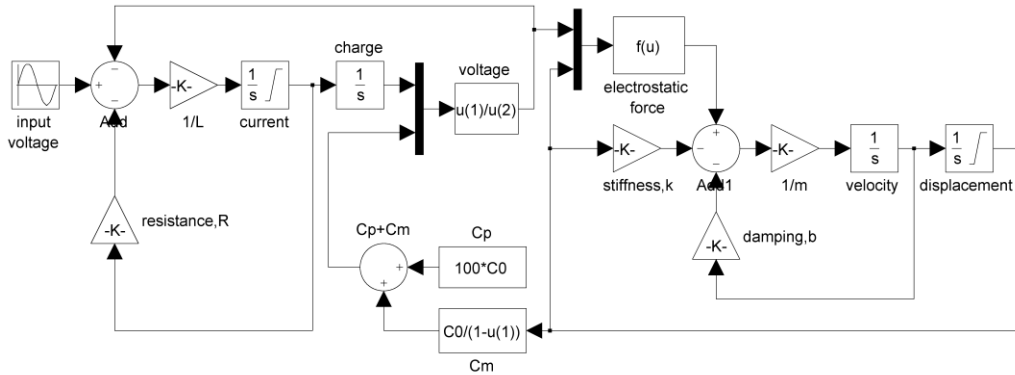 charge
voltage
f(u)
electrostatic
force
1
s
1
s
-K-
u(1)/u(2)
input
voltage
Add
1/L
current
-K-
stiffness,k
Add1
-K-
1/m
1
s
velocity
1
s
displacement
-K-
resistance,R
Cp+Cm
Cp
100*C0
-K-
damping,b
C0/(1-u(1))
Cm